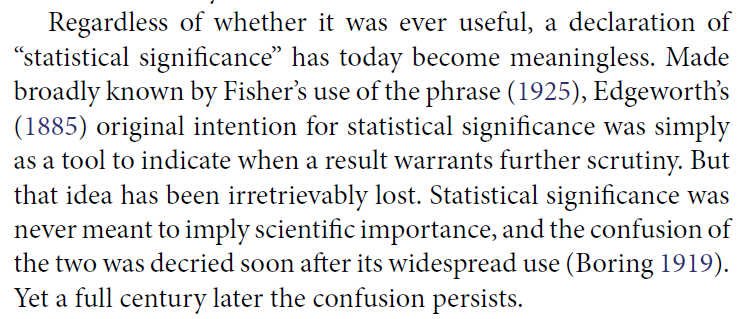 Regardless of whether it was ever useful, a declaration of
“statistical significance” has today become meaningless. Made
broadly known by Fisher’s use of the phrase (1925), Edgeworth’s
(1885) original intention for statistical significance was simply
as a tool to indicate when a result warrants further scrutiny. But
that idea has been irretrievably lost. Statistical significance was
never meant to imply scientific importance, and the confusion of
the two was decried soon after its widespread use (Boring 1919).
Yet a full century later the confusion persists.